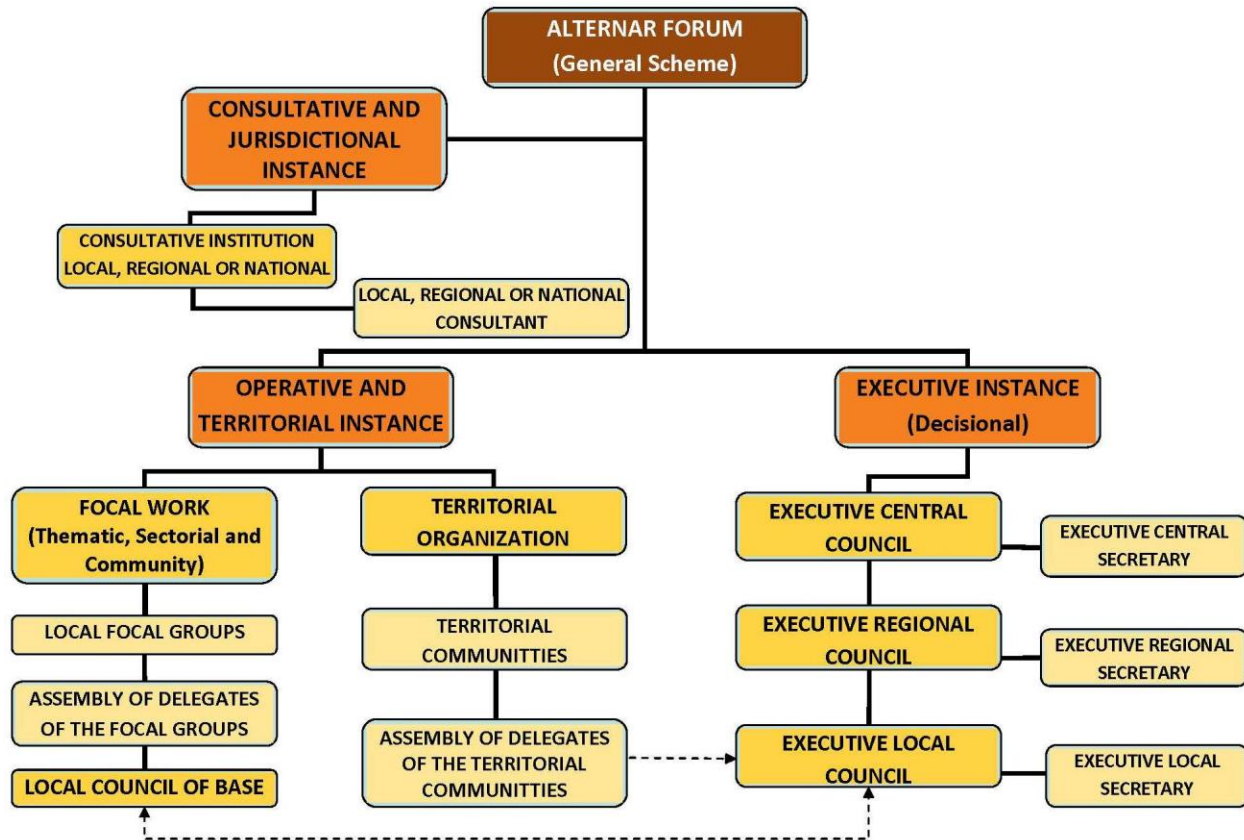 ALTERNAR FORUM
(General Scheme)
CONSULTATIVE AND
JURISDICTIONAL
INSTANCE
CONSULTATIVE INSTITUTION
LOCAL, REGIONAL OR NATIONAL
LOCAL, REGIONAL OR NATIONAL
CONSULTANT
OPERATIVE AND
TERRITORIAL INSTANCE
EXECUTIVE INSTANCE
(Decisional)
FOCAL WORK
(Thematic, Sectorial and
Community)
LOCAL FOCAL GROUPS
ASSEMBLY OF DELEGATES
OF THE FOCAL GROUPS
LOCAL COUNCIL OF BASE
TERRITORIAL
ORGANIZATION
TERRITORIAL
COMMUNITTIES
ASSEMBLY OF DELEGATES
OF THE TERRITORIAL
COMMUNITTIES
EXECUTIVE CENTRAL
COUNCIL
EXECUTIVE CENTRAL
SECRETARY
EXECUTIVE REGIONAL
COUNCIL
EXECUTIVE REGIONAL
SECRETARY
EXECUTIVE LOCAL
COUNCIL
EXECUTIVE LOCAL
SECRETARY